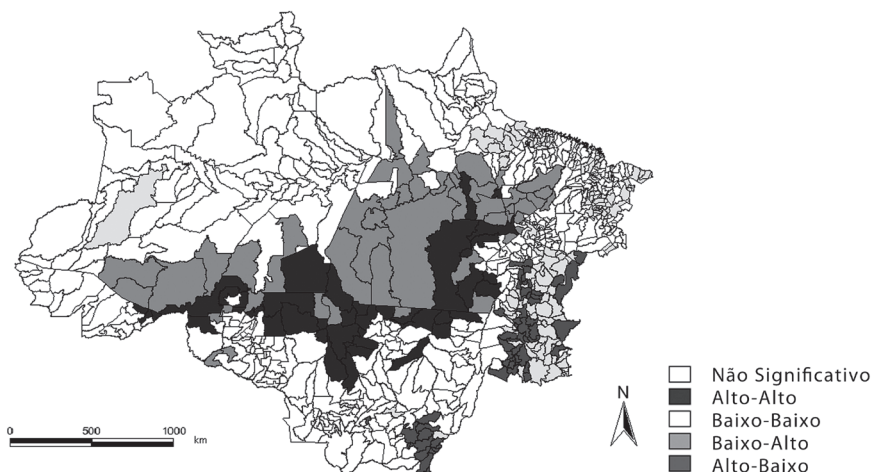 N
Não Significativo
Alto-Alto
Baixo-Baixo
Baixo-Alto
Alto-Baixo
0 500 1000 km